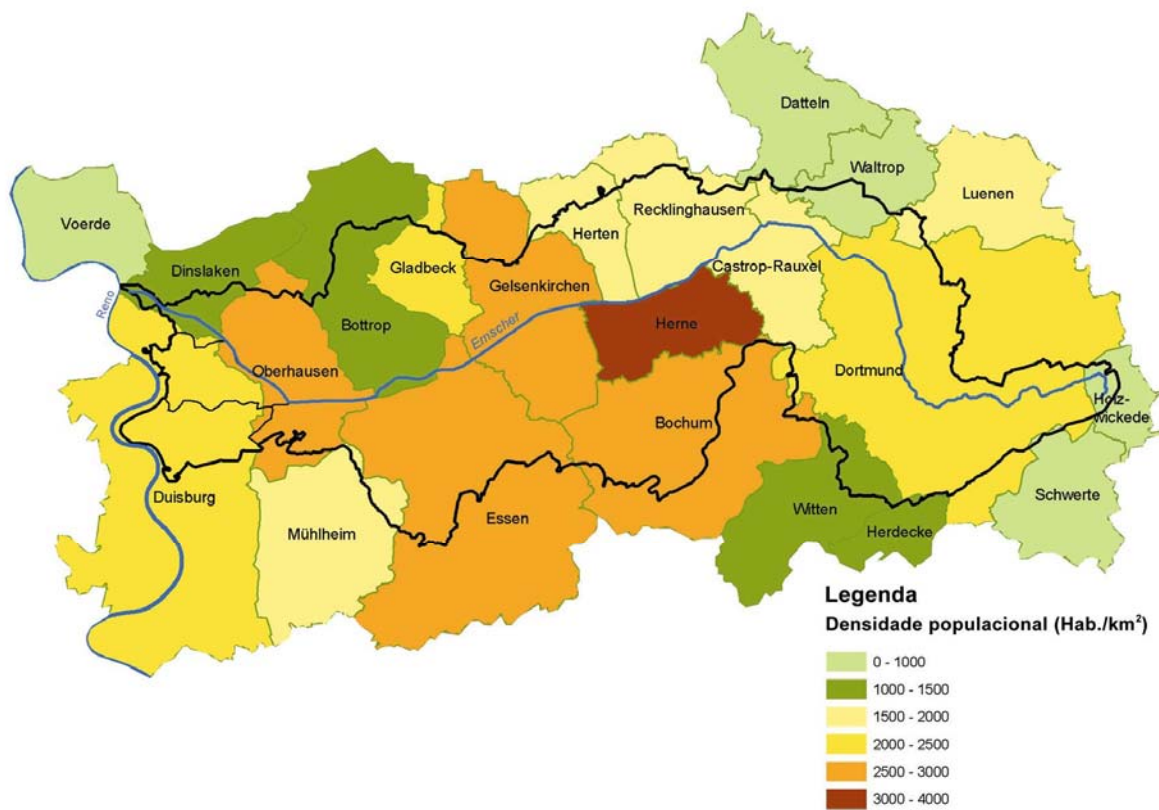 Datteln
Waltrop
Luenen
Voerde
Recklinghausen
Herten
Dinslaken
Gladbeck
Castrop-Rauxel
Gelsenkirchen
Reno
Emscher
Bottrop
Herne
Oberhausen
Dortmund
Holz-
wickede
Bochum
Duisburg
Schwerte
Essen
Witten
Mühlheim
Herdecke
Legenda
Densidade populacional (Hab./km²)
0 - 1000
1000 - 1500
1500 - 2000
2000 - 2500
2500 - 3000
3000 - 4000